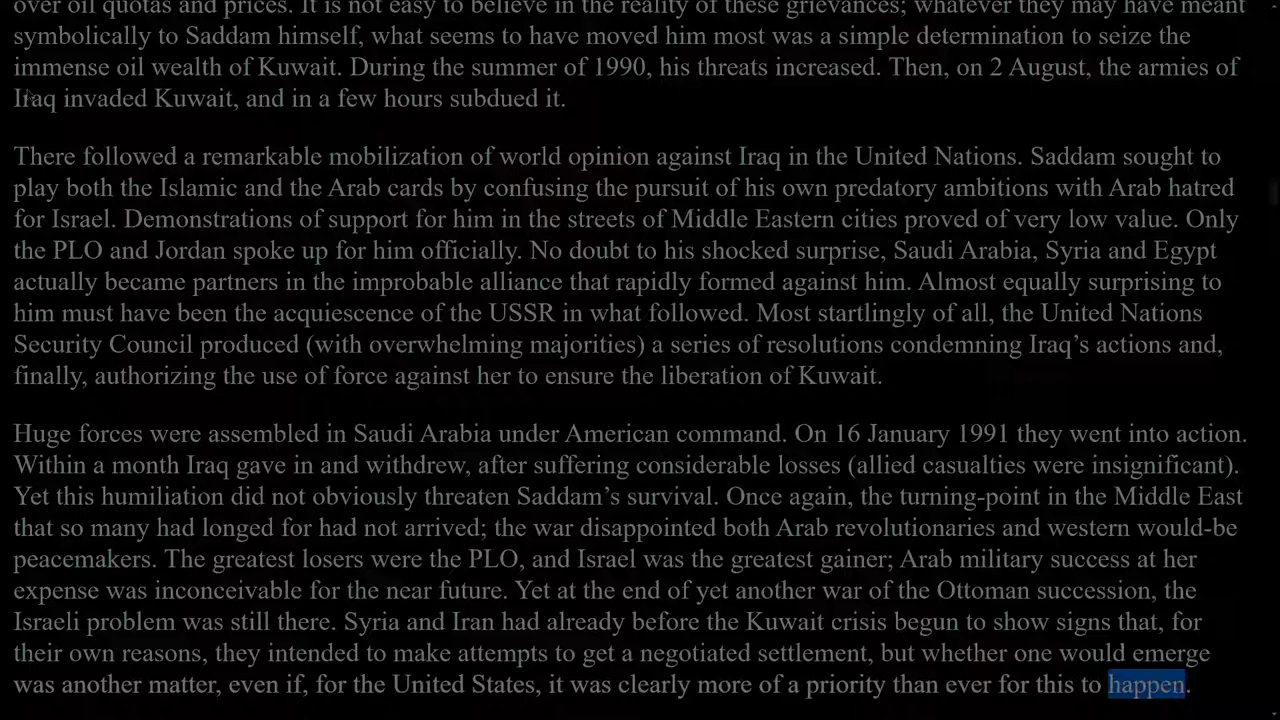 over oil quotas and prices. It is not easy to believe in the reality of these grievances; whatever they may have meant
symbolically to Saddam himself, what seems to have moved him most was a simple determination to seize the
immense oil wealth of Kuwait. During the summer of 1990, his threats increased. Then, on 2 August, the armies of
Iraq invaded Kuwait, and in a few hours subdued it.
There followed a remarkable mobilization of world opinion against Iraq in the United Nations. Saddam sought to
play both the Islamic and the Arab cards by confusing the pursuit of his own predatory ambitions with Arab hatred
for Israel. Demonstrations of support for him in the streets of Middle Eastern cities proved of very low value. Only
the PLO and Jordan spoke up for him officially. No doubt to his shocked surprise, Saudi Arabia, Syria and Egypt
actually became partners in the improbable alliance that rapidly formed against him. Almost equally surprising to
him must have been the acquiescence of the USSR in what followed. Most startlingly of all, the United Nations
Security Council produced (with overwhelming majorities) a series of resolutions condemning Iraq’s actions and,
finally, authorizing the use of force against her to ensure the liberation of Kuwait.
Huge forces were assembled in Saudi Arabia under American command. On 16 January 1991 they went into action.
Within a month Iraq gave in and withdrew, after suffering considerable losses (allied casualties were insignificant).
Yet this humiliation did not obviously threaten Saddam’s survival. Once again, the turning-point in the Middle East
that so many had longed for had not arrived; the war disappointed both Arab revolutionaries and western would-be
peacemakers. The greatest losers were the PLO, and Israel was the greatest gainer; Arab military success at her
expense was inconceivable for the near future. Yet at the end of yet another war of the Ottoman succession, the
Israeli problem was still there. Syria and Iran had already before the Kuwait crisis begun to show signs that, for
their own reasons, they intended to make attempts to get a negotiated settlement, but whether one would emerge
was another matter, even if, for the United States, it was clearly more of a priority than ever for this to happen.